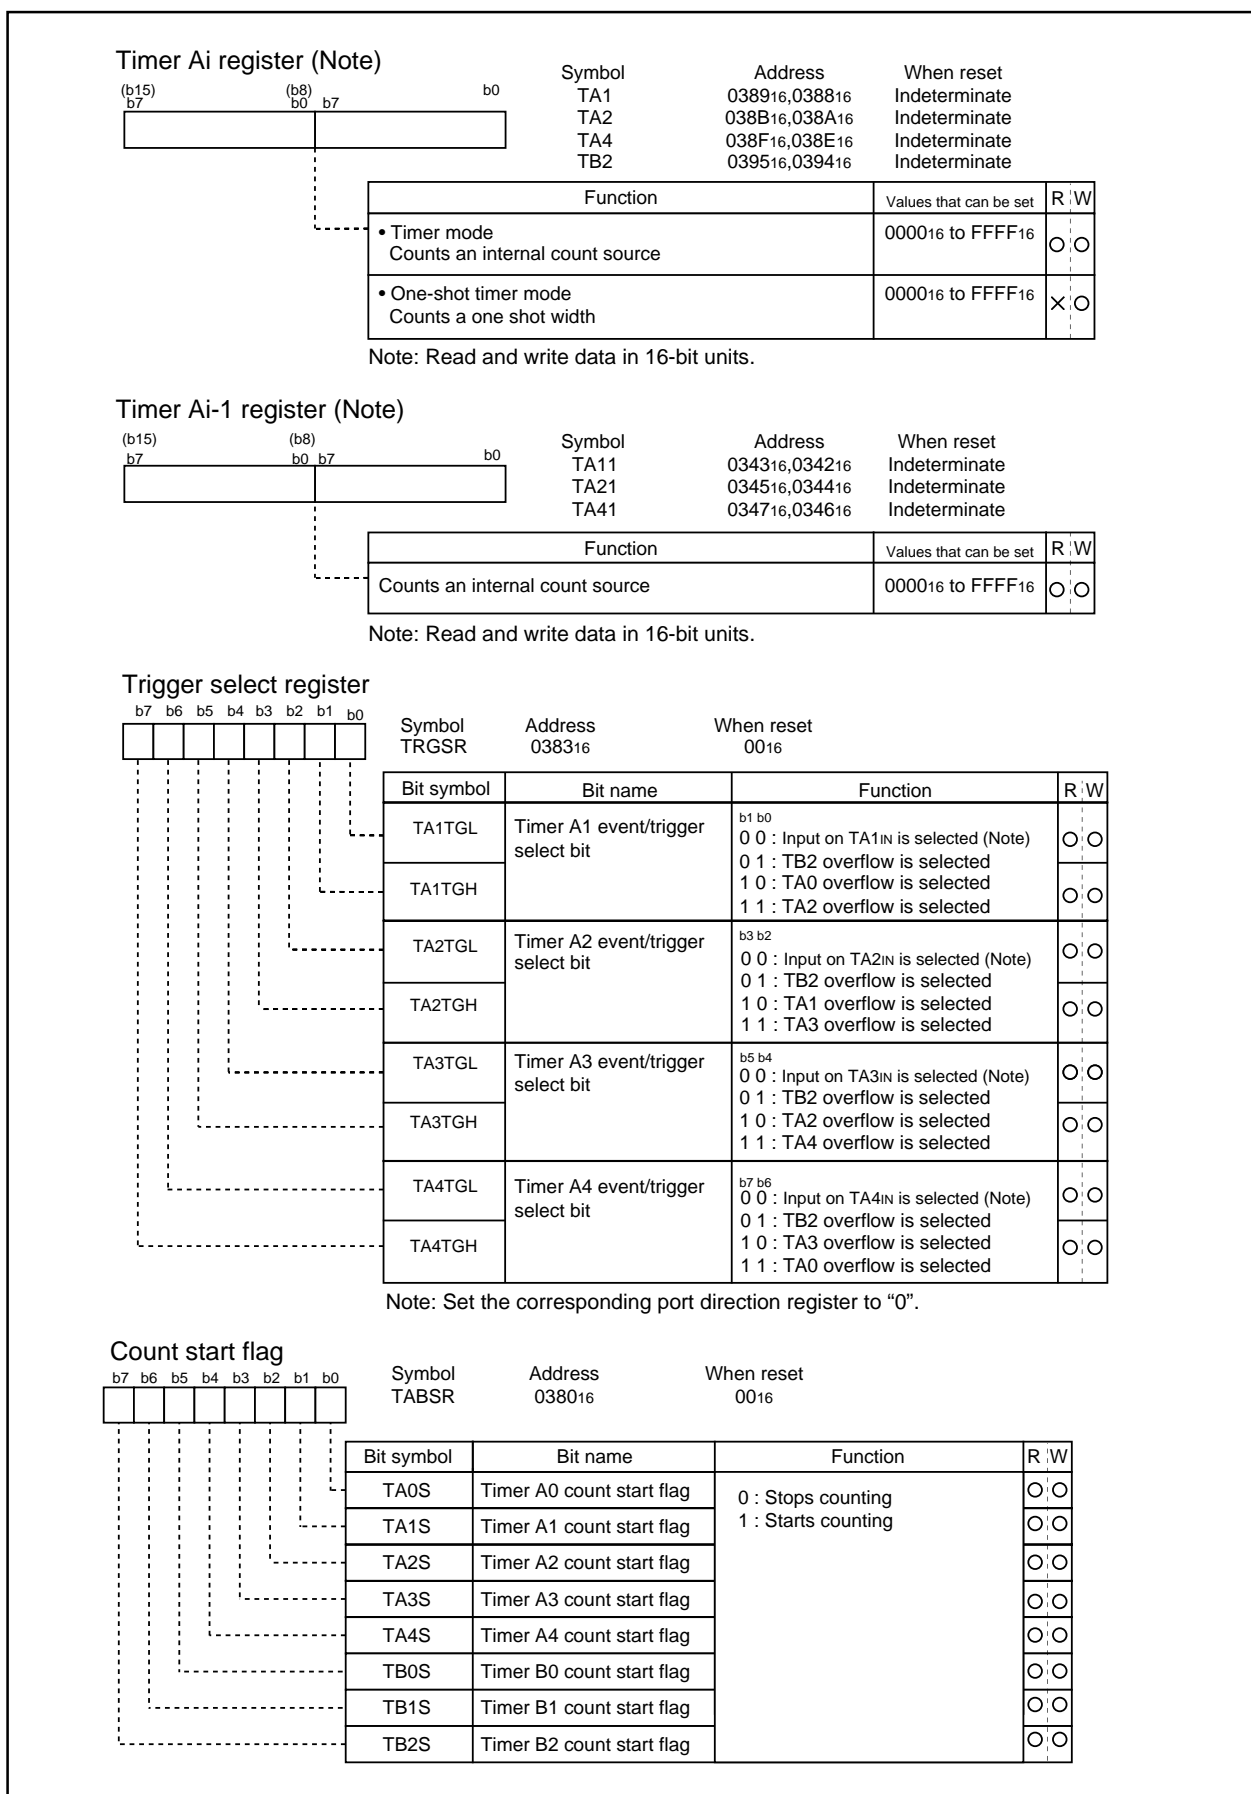 Timer Ai register (Note)
(b15) (b8)
b7 b0 b7 b0
Symbol Address When reset
TA1 038916,038816 Indeterminate
TA2 038B16,038A16 Indeterminate
TA4 038F16,038E16 Indeterminate
TB2 039516,039416 Indeterminate
Function Values that can be set R W
• Timer mode 000016 to FFFF16
Counts an internal count source
• One-shot timer mode 000016 to FFFF16
Counts a one shot width
Note: Read and write data in 16-bit units.
Timer Ai-1 register (Note)
(b15) (b8)
b7 b0 b7 b0
Symbol Address When reset
TA11 034316,034216 Indeterminate
TA21 034516,034416 Indeterminate
TA41 034716,034616 Indeterminate
Function Values that can be set R W
Counts an internal count source 000016 to FFFF16
Note: Read and write data in 16-bit units.
Trigger select register
b7 b6 b5 b4 b3 b2 b1 b0
Symbol Address When reset
TRGSR 038316 0016
Bit symbol Bit name Function R W
TA1TGL Timer A1 event/trigger select bit
TA1TGH
b1 b0
0 0 : Input on TA1IN is selected (Note)
0 1 : TB2 overflow is selected
1 0 : TA0 overflow is selected
1 1 : TA2 overflow is selected
TA2TGL Timer A2 event/trigger select bit
TA2TGH
b3 b2
0 0 : Input on TA2IN is selected (Note)
0 1 : TB2 overflow is selected
1 0 : TA1 overflow is selected
1 1 : TA3 overflow is selected
TA3TGL Timer A3 event/trigger select bit
TA3TGH
b5 b4
0 0 : Input on TA3IN is selected (Note)
0 1 : TB2 overflow is selected
1 0 : TA2 overflow is selected
1 1 : TA4 overflow is selected
TA4TGL Timer A4 event/trigger select bit
TA4TGH
b7 b6
0 0 : Input on TA4IN is selected (Note)
0 1 : TB2 overflow is selected
1 0 : TA3 overflow is selected
1 1 : TA0 overflow is selected
Note: Set the corresponding port direction register to “0”.
Count start flag
b7 b6 b5 b4 b3 b2 b1 b0
Symbol Address When reset
TABSR 038016 0016
Bit symbol Bit name Function R W
TA0S Timer A0 count start flag 0 : Stops counting
TA1S Timer A1 count start flag 1 : Starts counting
TA2S Timer A2 count start flag
TA3S Timer A3 count start flag
TA4S Timer A4 count start flag
TB0S Timer B0 count start flag
TB1S Timer B1 count start flag
TB2S Timer B2 count start flag